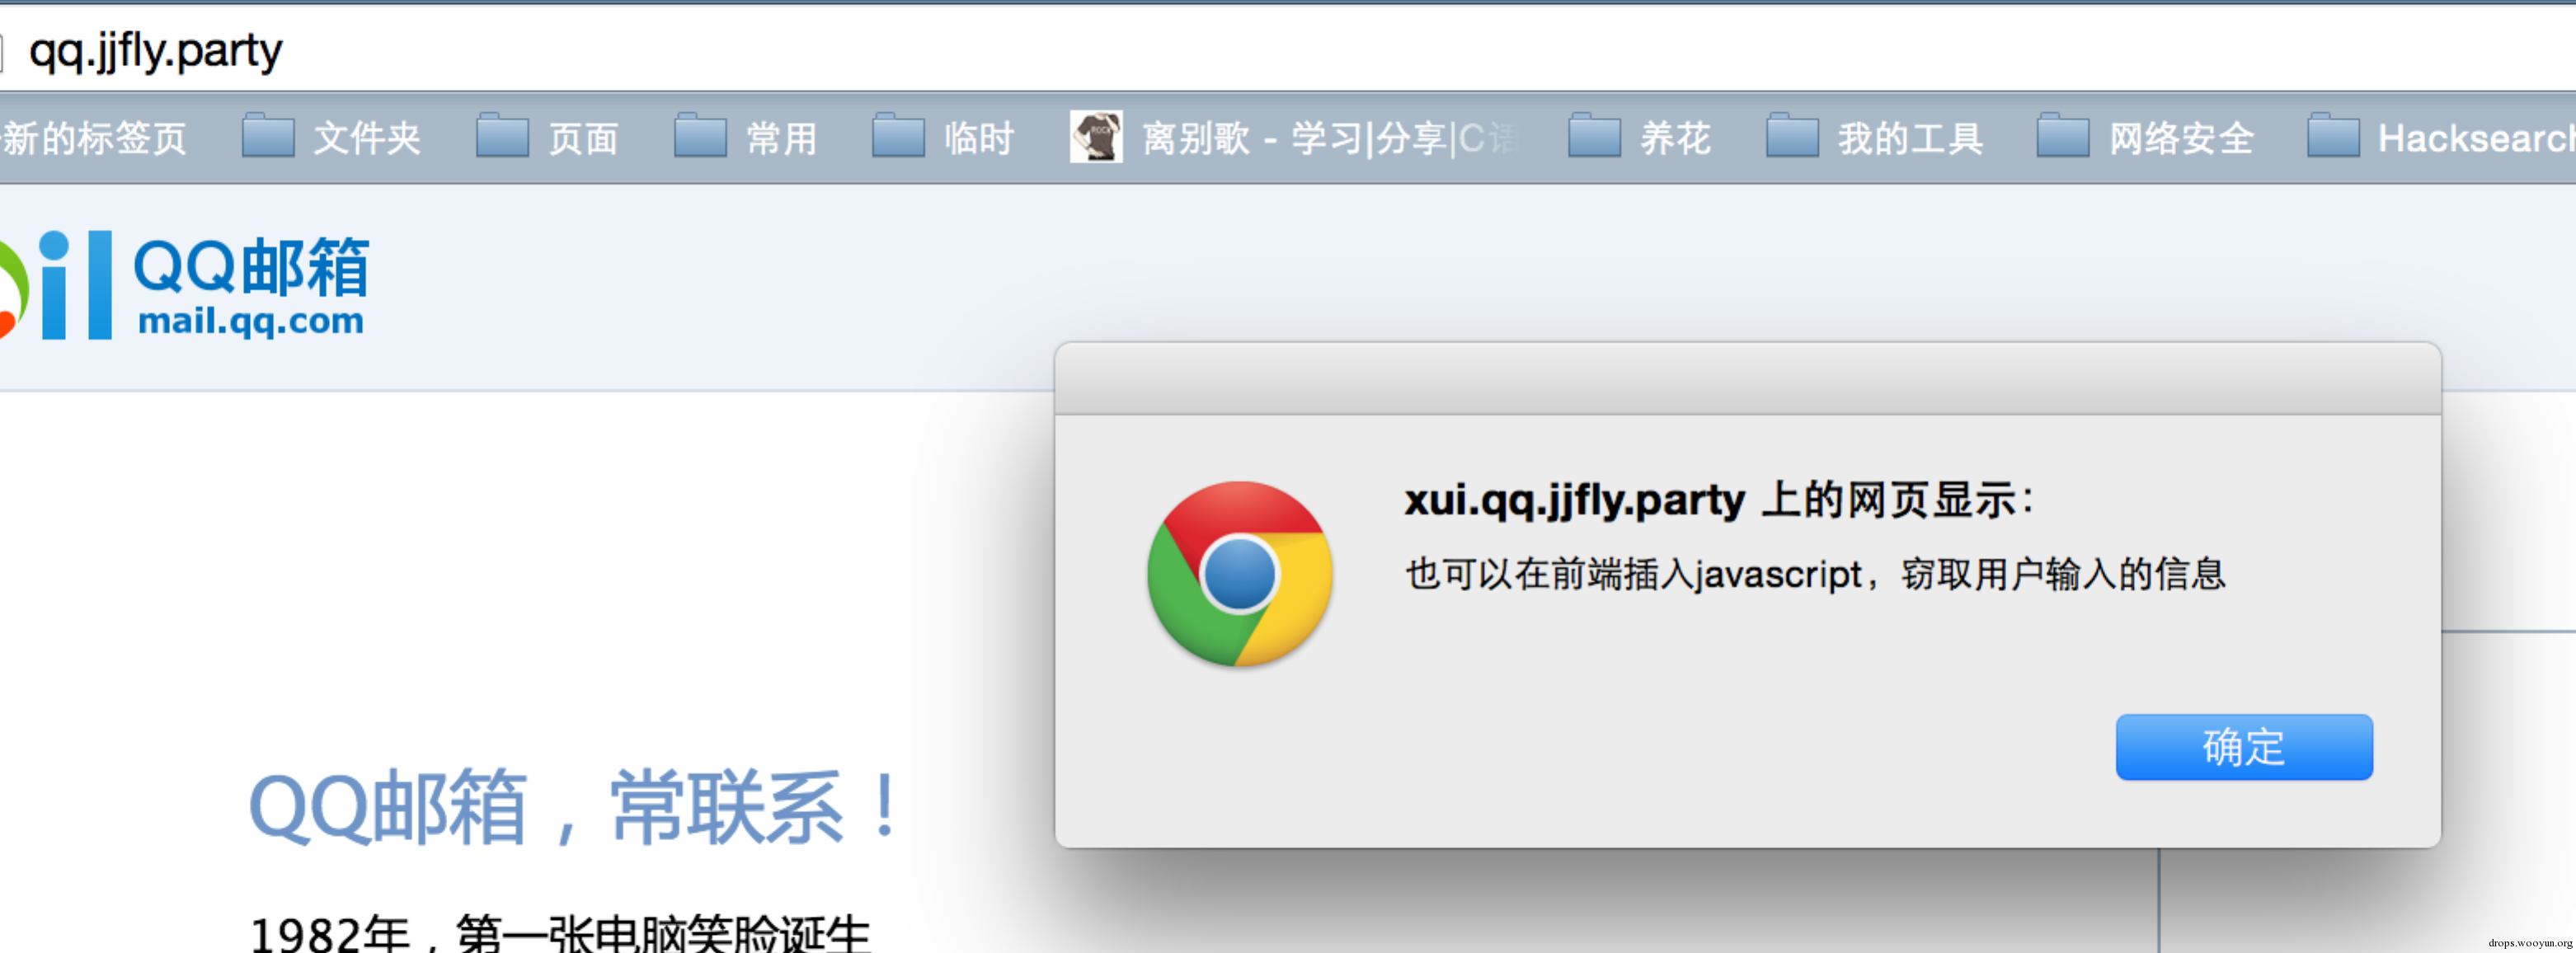 qq.jjfly.party
新的标签页 文件夹 页面 常用 临时 离别歌 - 学习|分享|C语 养花 我的工具 网络安全 Hacksearch
il QQ邮箱
mail.qq.com
xui.qq.jjfly.party 上的网页显示：
也可以在前端插入javascript，窃取用户输入的信息
确定
QQ邮箱，常联系！
1982年，第一张电脑笑脸诞生
drops.wooyun.org